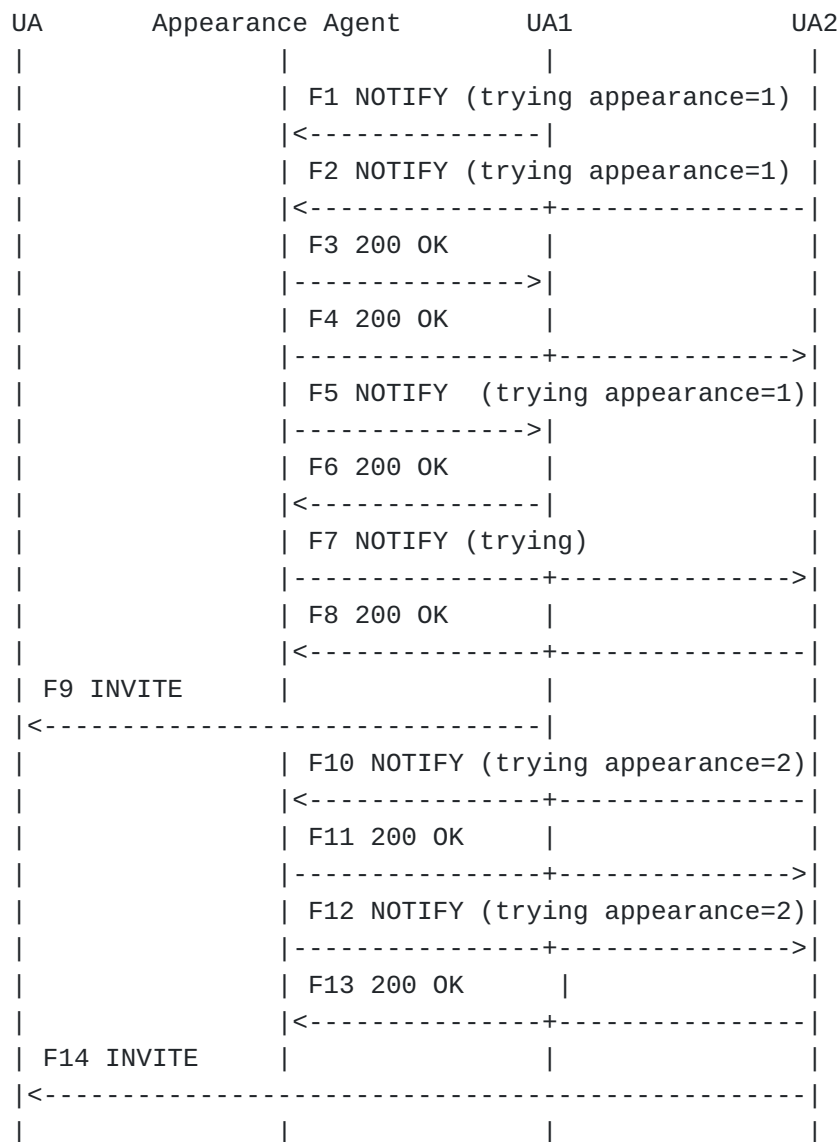 UA Appearance Agent UA1 UA2
F1 NOTIFY (trying appearance=1)
F2 NOTIFY (trying appearance=1)
F3 200 OK
F4 200 OK
F5 NOTIFY (trying appearance=1)
F6 200 OK
F7 NOTIFY (trying)
F8 200 OK
F9 INVITE
F10 NOTIFY (trying appearance=2)
F11 200 OK
F12 NOTIFY (trying appearance=2)
F13 200 OK
F14 INVITE